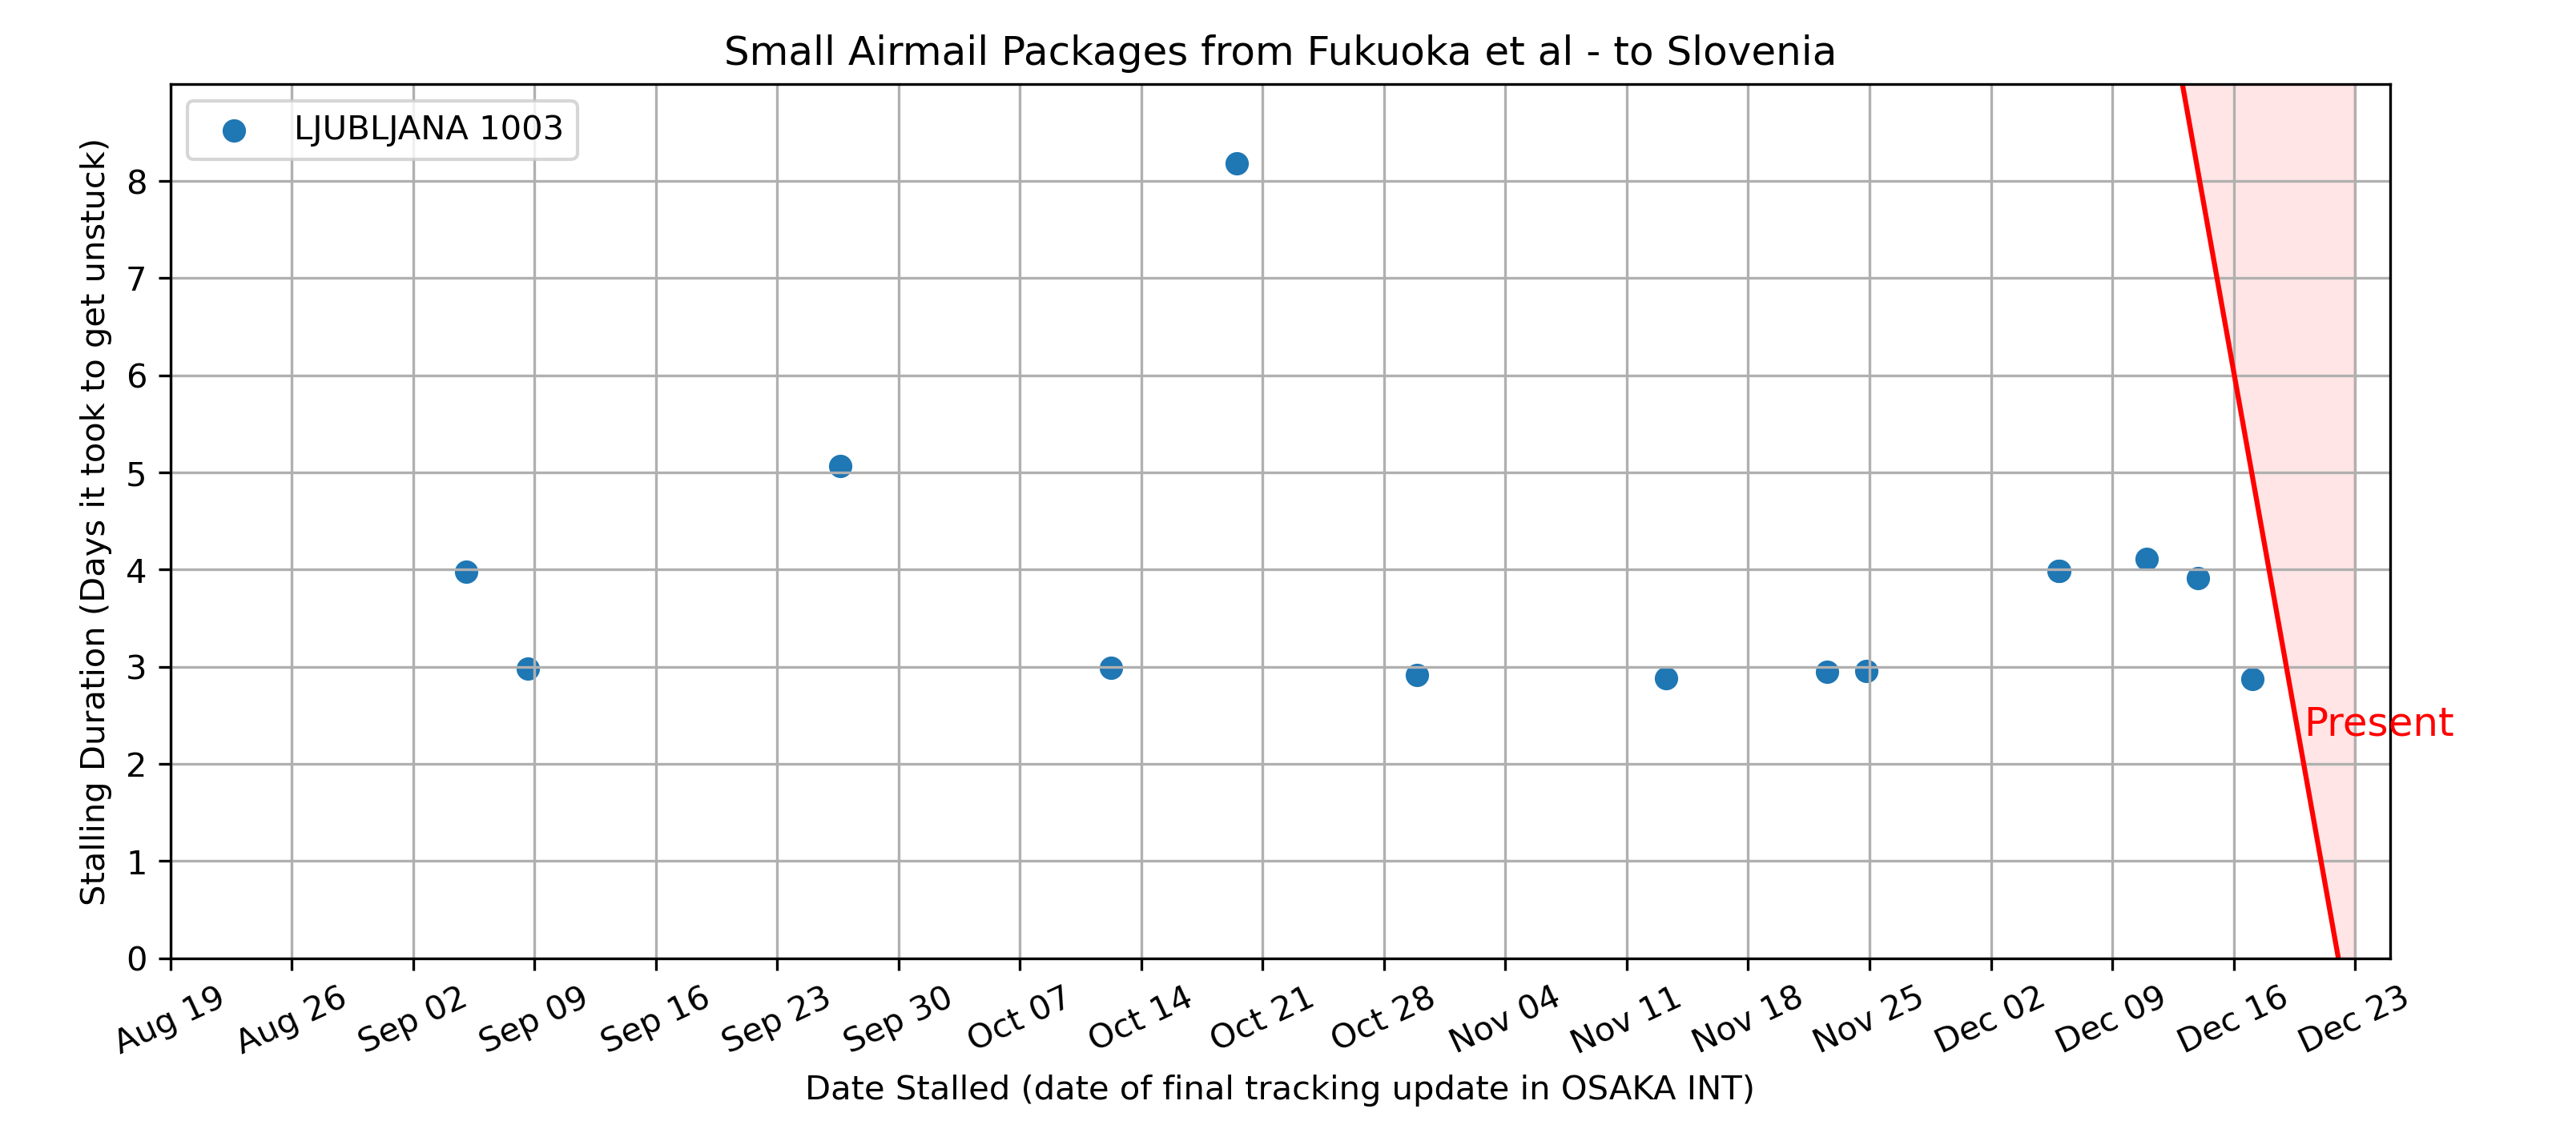 Small Airmail Packages from Fukuoka et al - to Slovenia
LJUBLJANA 1003
Stalling Duration (Days it took to get unstuck)
8
7
6
5
4
3
2
1
0
Present
Aug 19
Aug 26
Sep 02
Sep 09
Sep 16
Sep 23
Sep 30
Oct 07
Oct 14
Oct 21
Oct 28
Nov 04
Nov 11
Nov 18
Nov 25
Dec 02
Dec 09
Dec 16
Dec 23
Date Stalled (date of final tracking update in OSAKA INT)